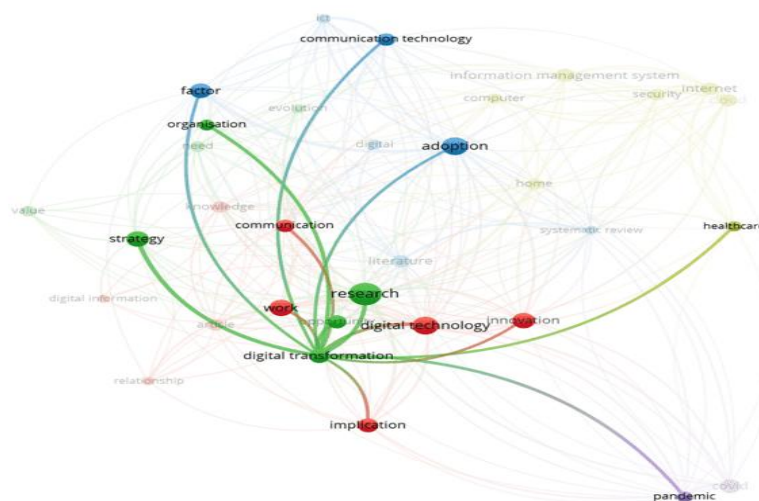 ict
communication technology
information management system
factor
internet
computer
security
cloud
evolution
organisation
need
digital
adoption
home
knowledge
value
communication
healthcare
systematic review
strategy
literature
research
digital information
work
opportunity
article
digital technology
innovation
digital transformation
relationship
implication
covid
pandemic